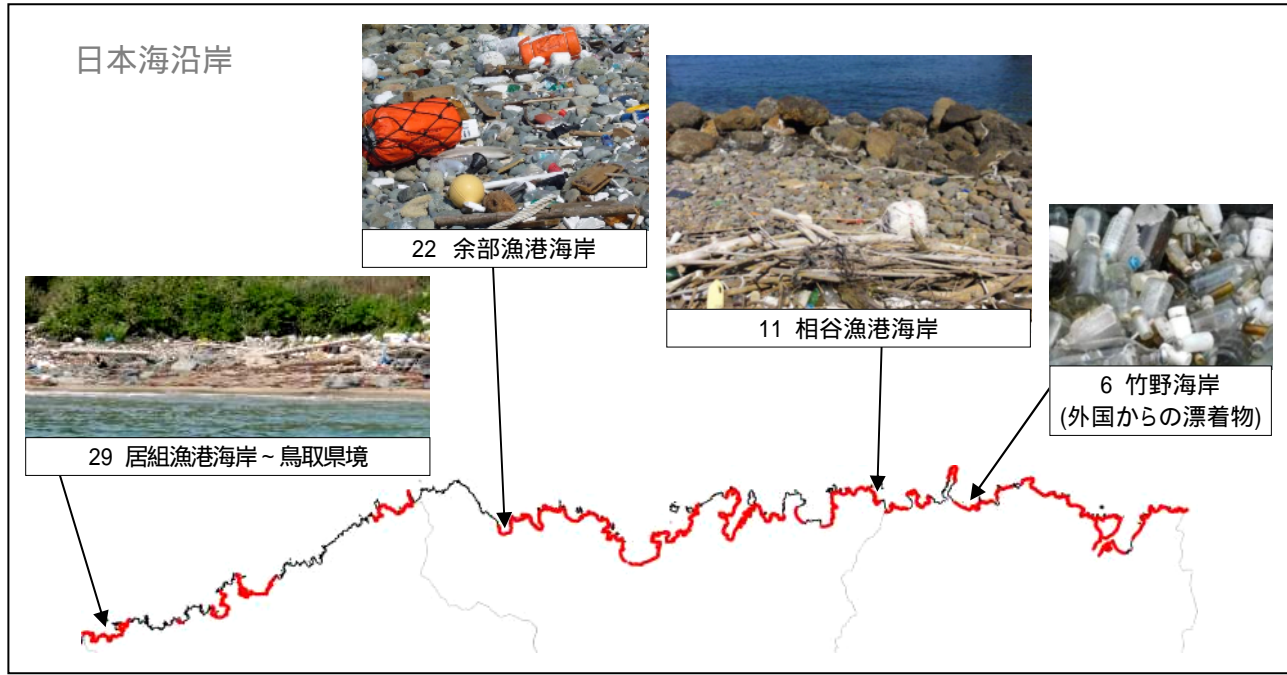 日本海沿岸
22 余部漁港海岸
11 相谷漁港海岸
6 竹野海岸
(外国からの漂着物)
29 居組漁港海岸~鳥取県境